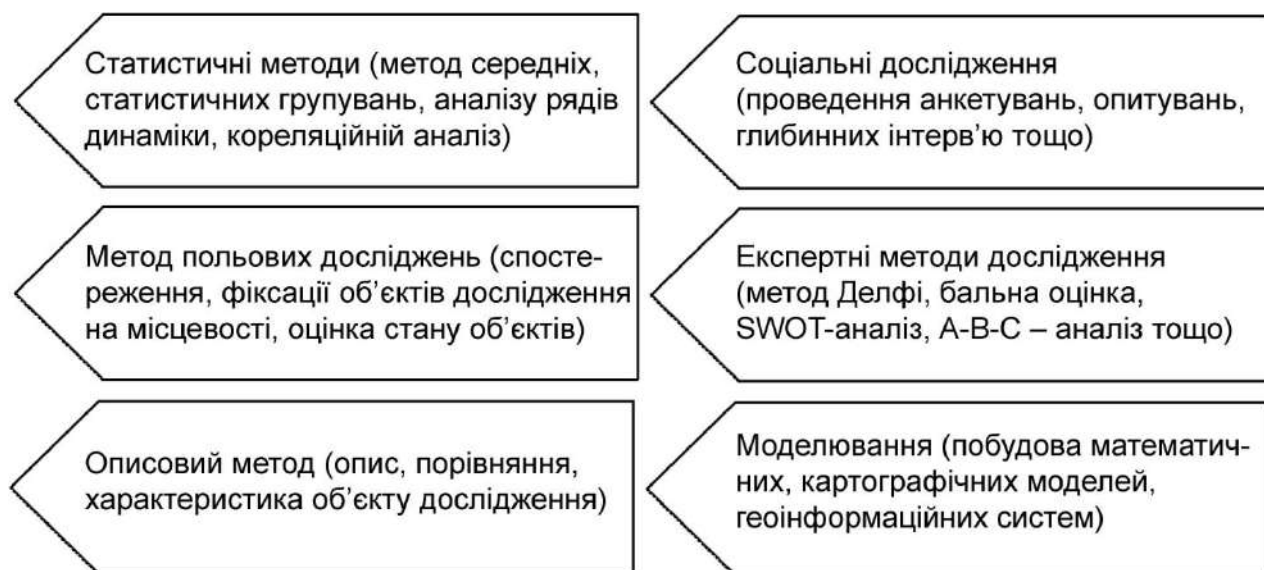 Статистичні методи (метод середніх,
статистичних групувань, аналізу рядів
динаміки, кореляційній аналіз)
Соціальні дослідження
(проведення анкетувань, опитувань,
глибинних інтерв’ю тощо)
Метод польових досліджень (спосте-
реження, фіксації об’єктів дослідження
на місцевості, оцінка стану об’єктів)
Експертні методи дослідження
(метод Делфі, бальна оцінка,
SWOT-аналіз, А-В-С – аналіз тощо)
Описовий метод (опис, порівняння,
характеристика об’єкту дослідження)
Моделювання (побудова математич-
них, картографічних моделей,
геоінформаційних систем)